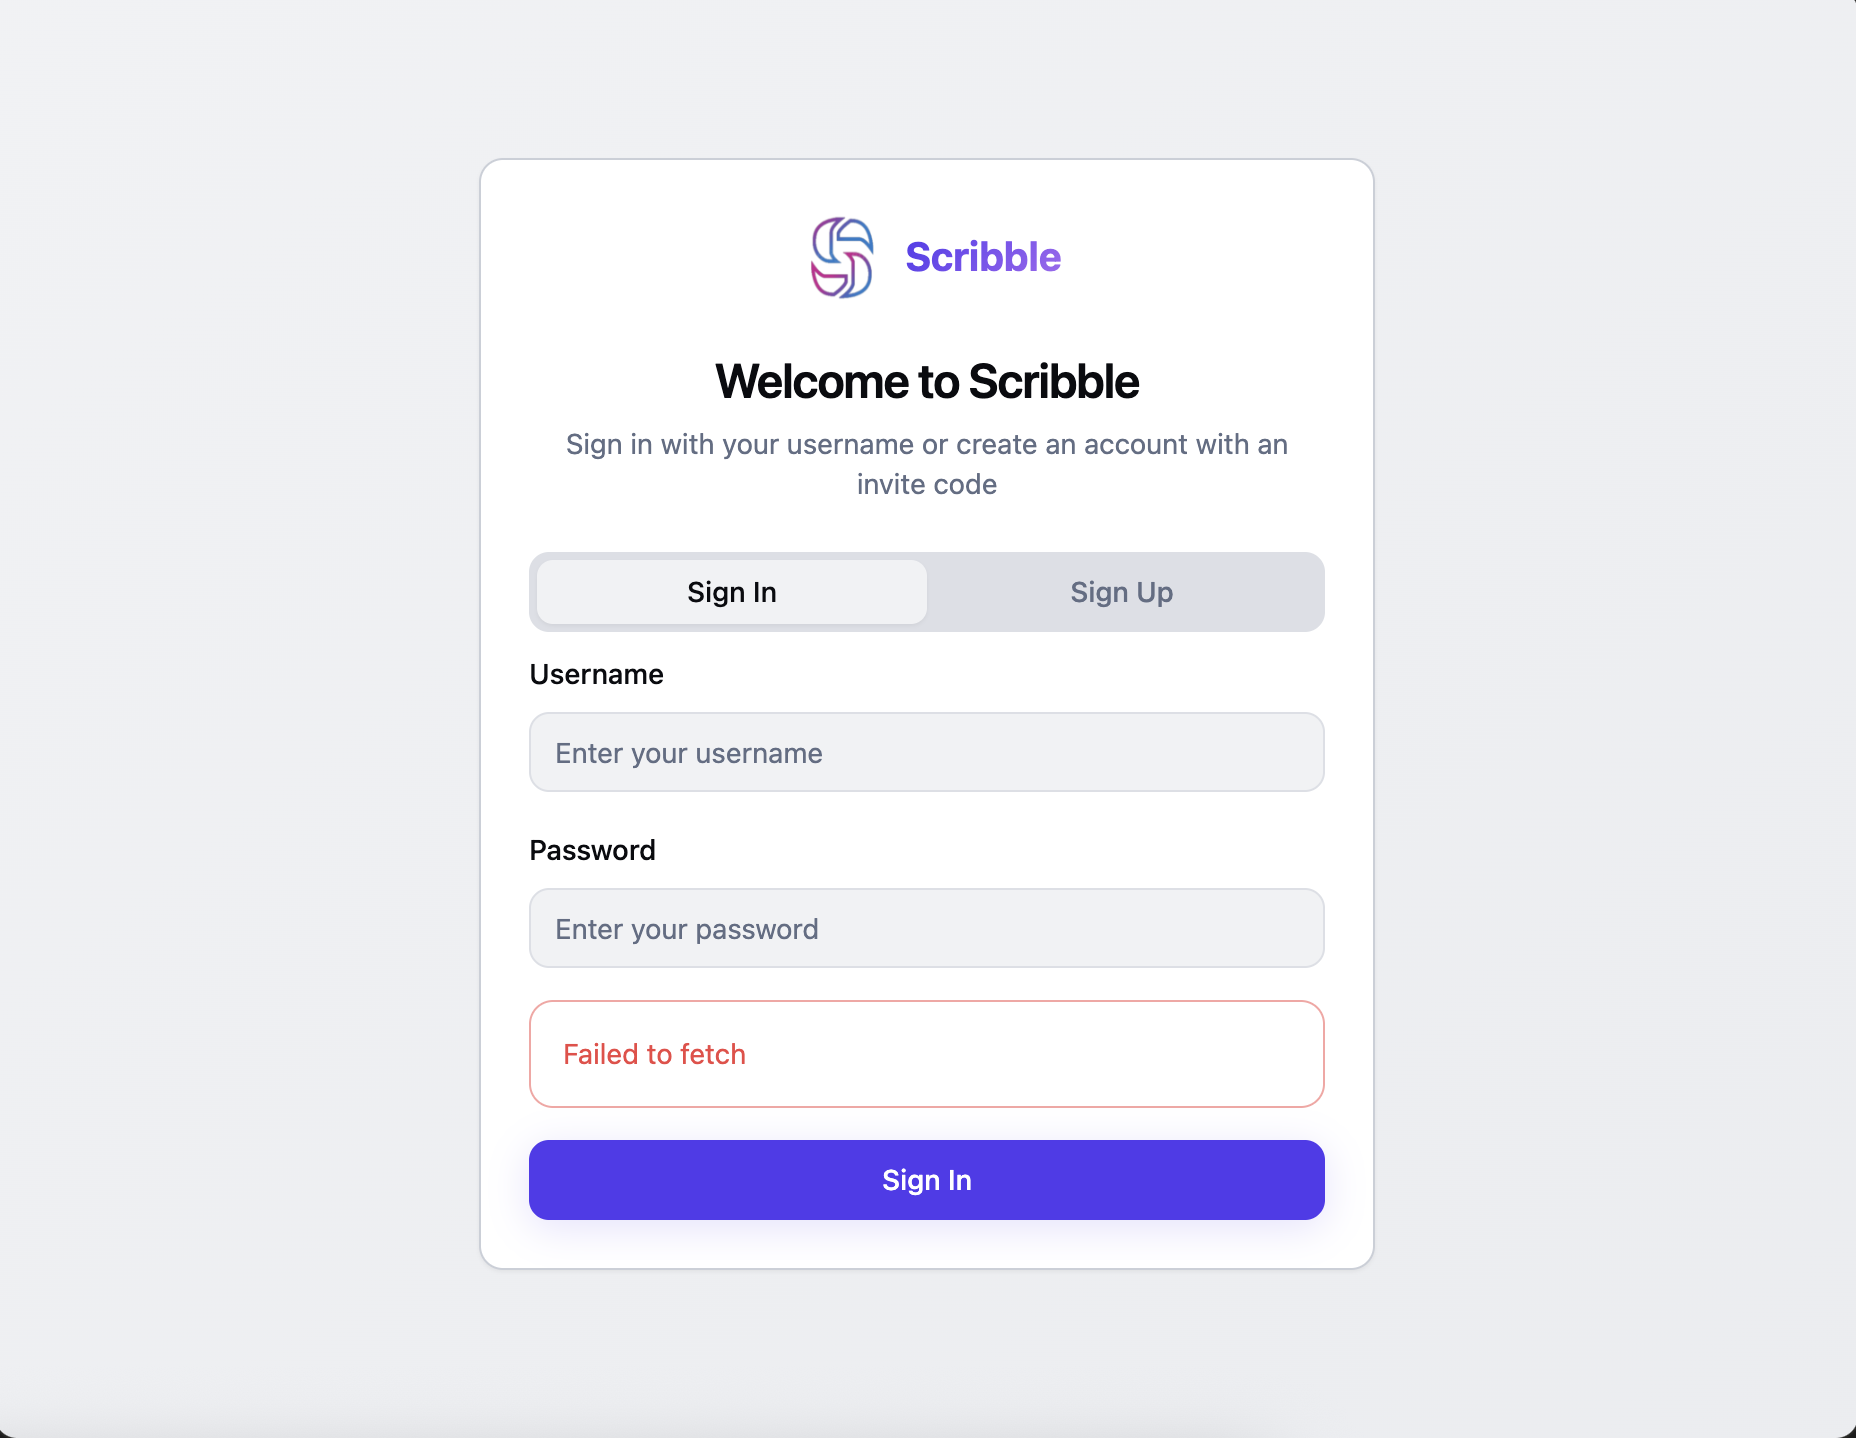 Scribble
Welcome to Scribble
Sign in with your username or create an account with an
invite code
Sign In
Sign Up
Username
Enter your username
Password
Enter your password
Failed to fetch
Sign In